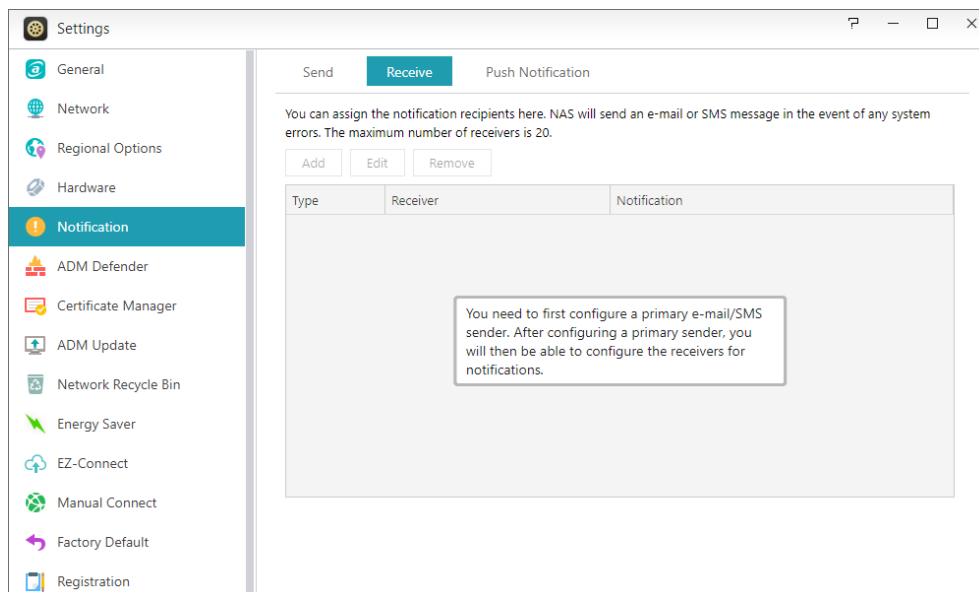 Settings
General
Network
Regional Options
Hardware
Notification
ADM Defender
Certificate Manager
ADM Update
Network Recycle Bin
Energy Saver
EZ-Connect
Manual Connect
Factory Default
Registration
Send Receive Push Notification
You can assign the notification recipients here. NAS will send an e-mail or SMS message in the event of any system
errors. The maximum number of receivers is 20.
Add Edit Remove
Type Receiver Notification
You need to first configure a primary e-mail/SMS
sender. After configuring a primary sender, you
will then be able to configure the receivers for
notifications.